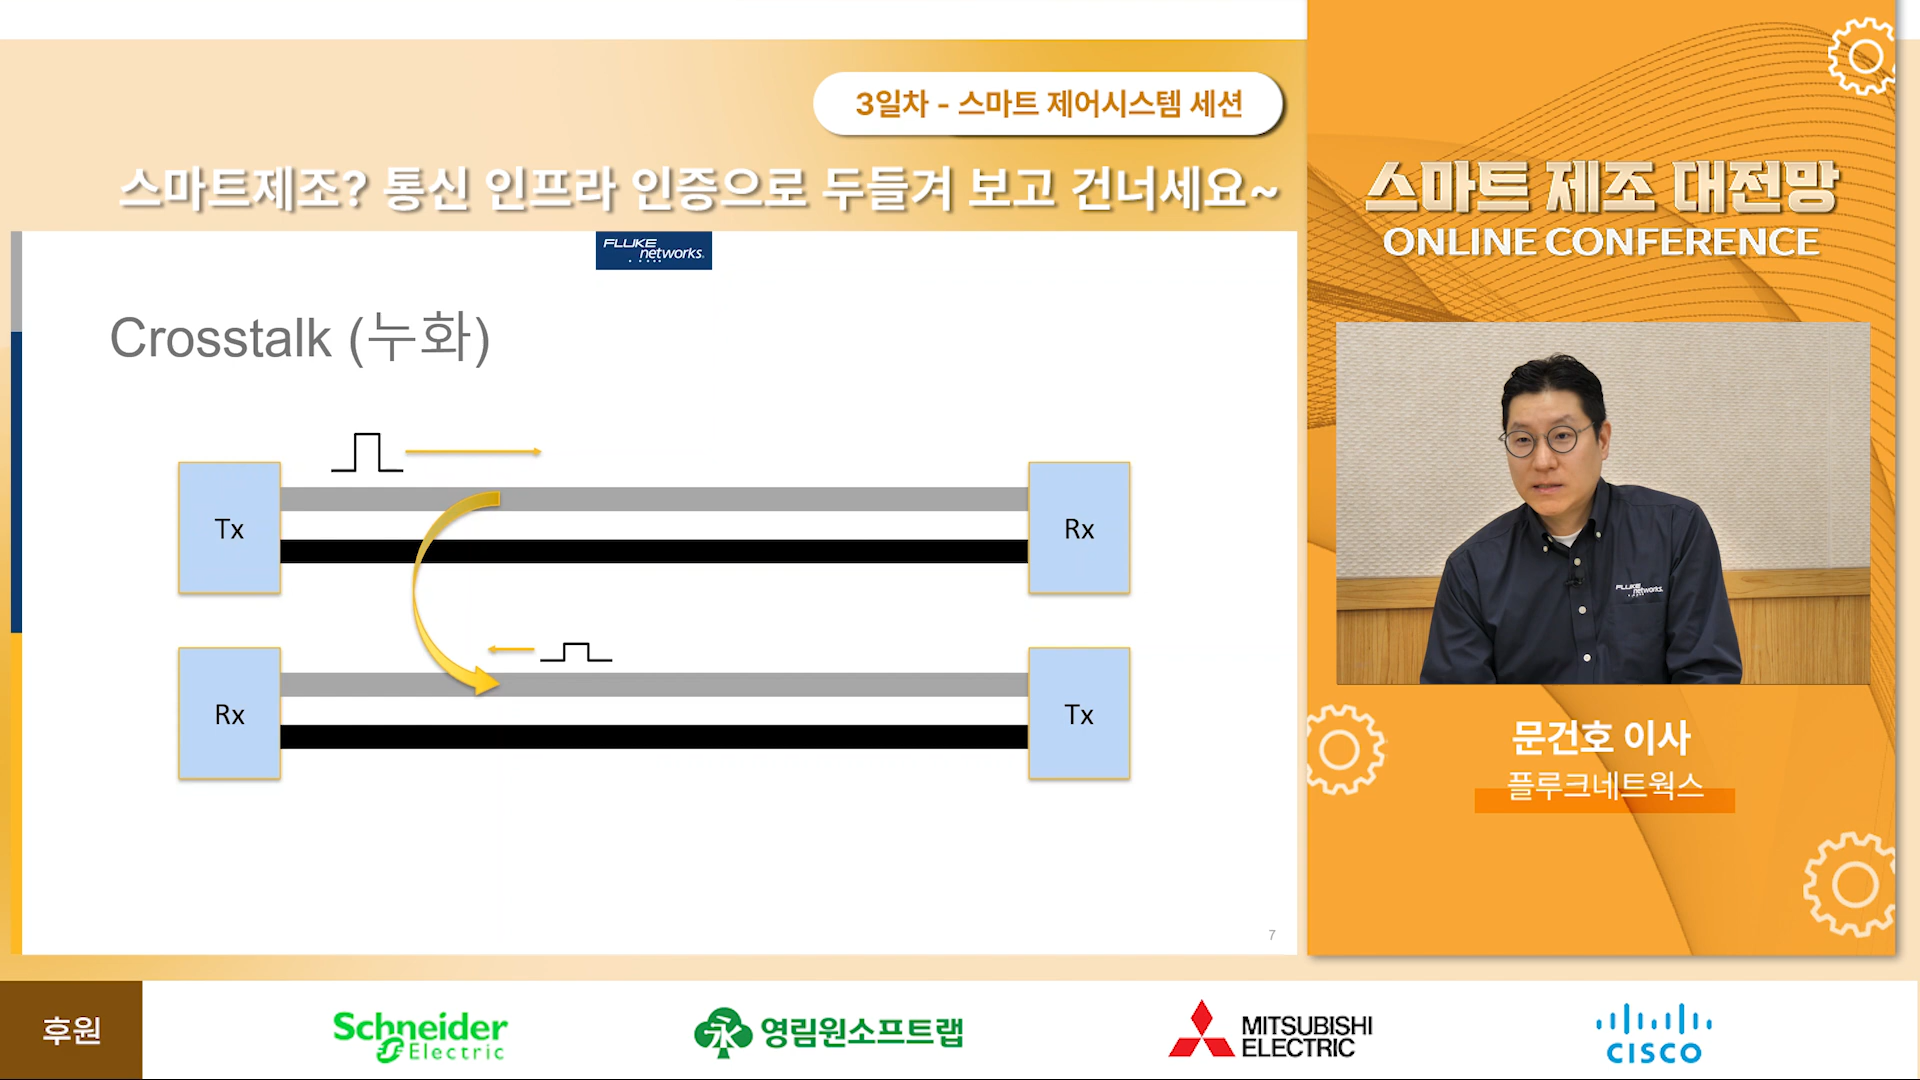 3일차 - 스마트 제어시스템 세션
스마트제조? 통신 인프라 인증으로 두들겨 보고 건너세요~
FLUKE
networks.
Crosstalk (누화)
Tx
Rx
Rx
Tx
7
스마트 제조 대전망
ONLINE CONFERENCE
FLUKE
networks.
문건호 이사
플루크네트웍스
후원
Schneider
Electric
永 영림원소프트랩
MITSUBISHI
ELECTRIC
CISCO